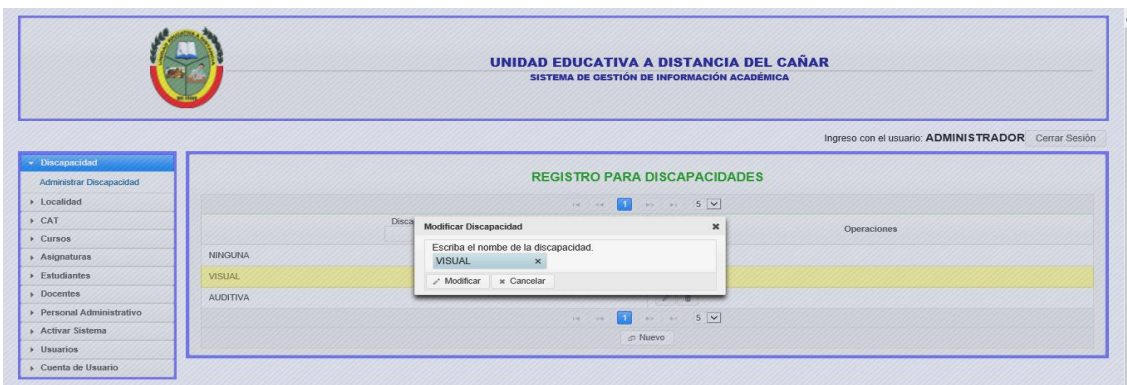 UNIDAD EDUCATIVA A DISTANCIA DEL CAÑAR
SISTEMA DE GESTIÓN DE INFORMACIÓN ACADÉMICA
Ingreso con el usuario: ADMINISTRADOR Cerrar Sesión
Discapacidad
Administrar Discapacidad
Localidad
CAT
Cursos
Asignaturas
Estudiantes
Docentes
Personal Administrativo
Activar Sistema
Usuarios
Cuenta de Usuario
REGISTRO PARA DISCAPACIDADES
1 5
Disca
Operaciones
NINGUNA
VISUAL
AUDITIVA
Modificar Discapacidad
Escriba el nombe de la discapacidad.
VISUAL
Modificar Cancelar
1 5
Nuevo